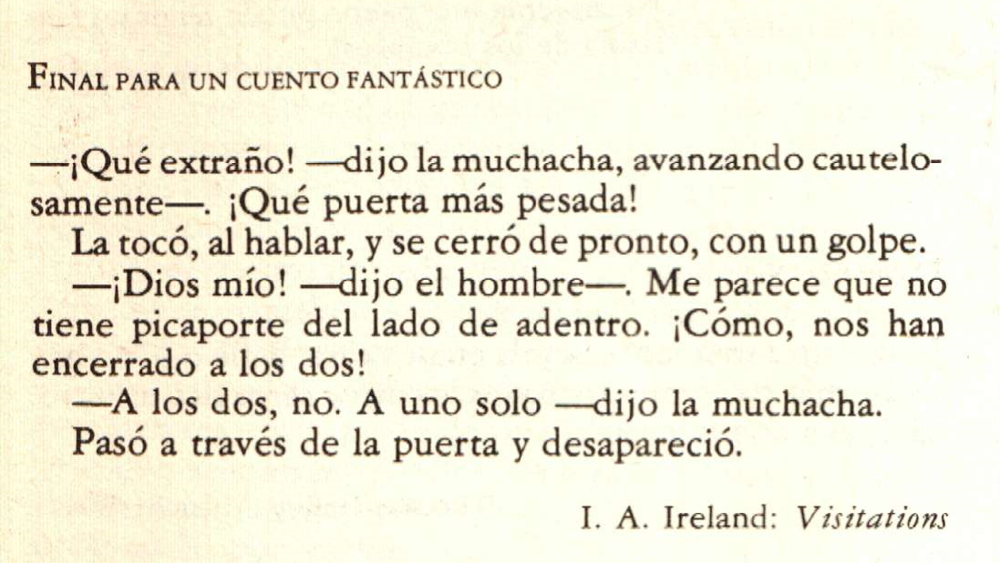 FINAL PARA UN CUENTO FANTÁSTICO
—¡Qué extraño! —dijo la muchacha, avanzando cautelo-
samente—. ¡Qué puerta más pesada!
La tocó, al hablar, y se cerró de pronto, con un golpe.
—¡Dios mío! —dijo el hombre—. Me parece que no
tiene picaporte del lado de adentro. ¡Cómo, nos han
encerrado a los dos!
—A los dos, no. A uno solo —dijo la muchacha.
Pasó a través de la puerta y desapareció.
I. A. Ireland: Visitations